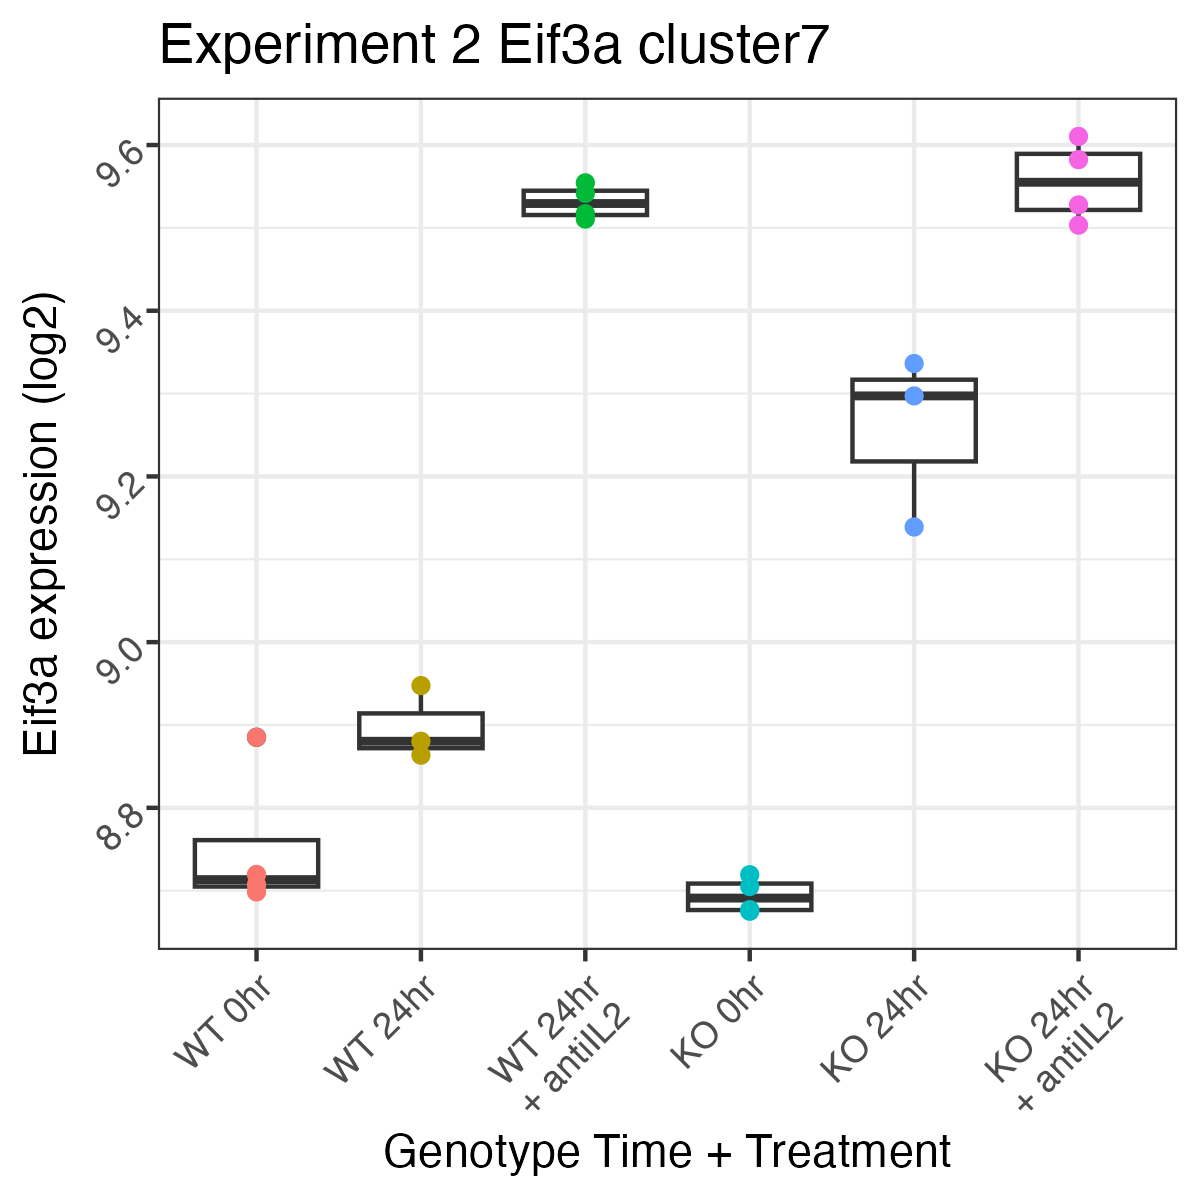 Experiment 2 Eif3a cluster7
Eif3a expression (log2)
9.6
9.4
9.2
9.0
8.8
WT 0hr
WT 24hr
WT 24hr
+ antiIL2
KO 0hr
KO 24hr
KO 24hr
+ antiIL2
Genotype Time + Treatment